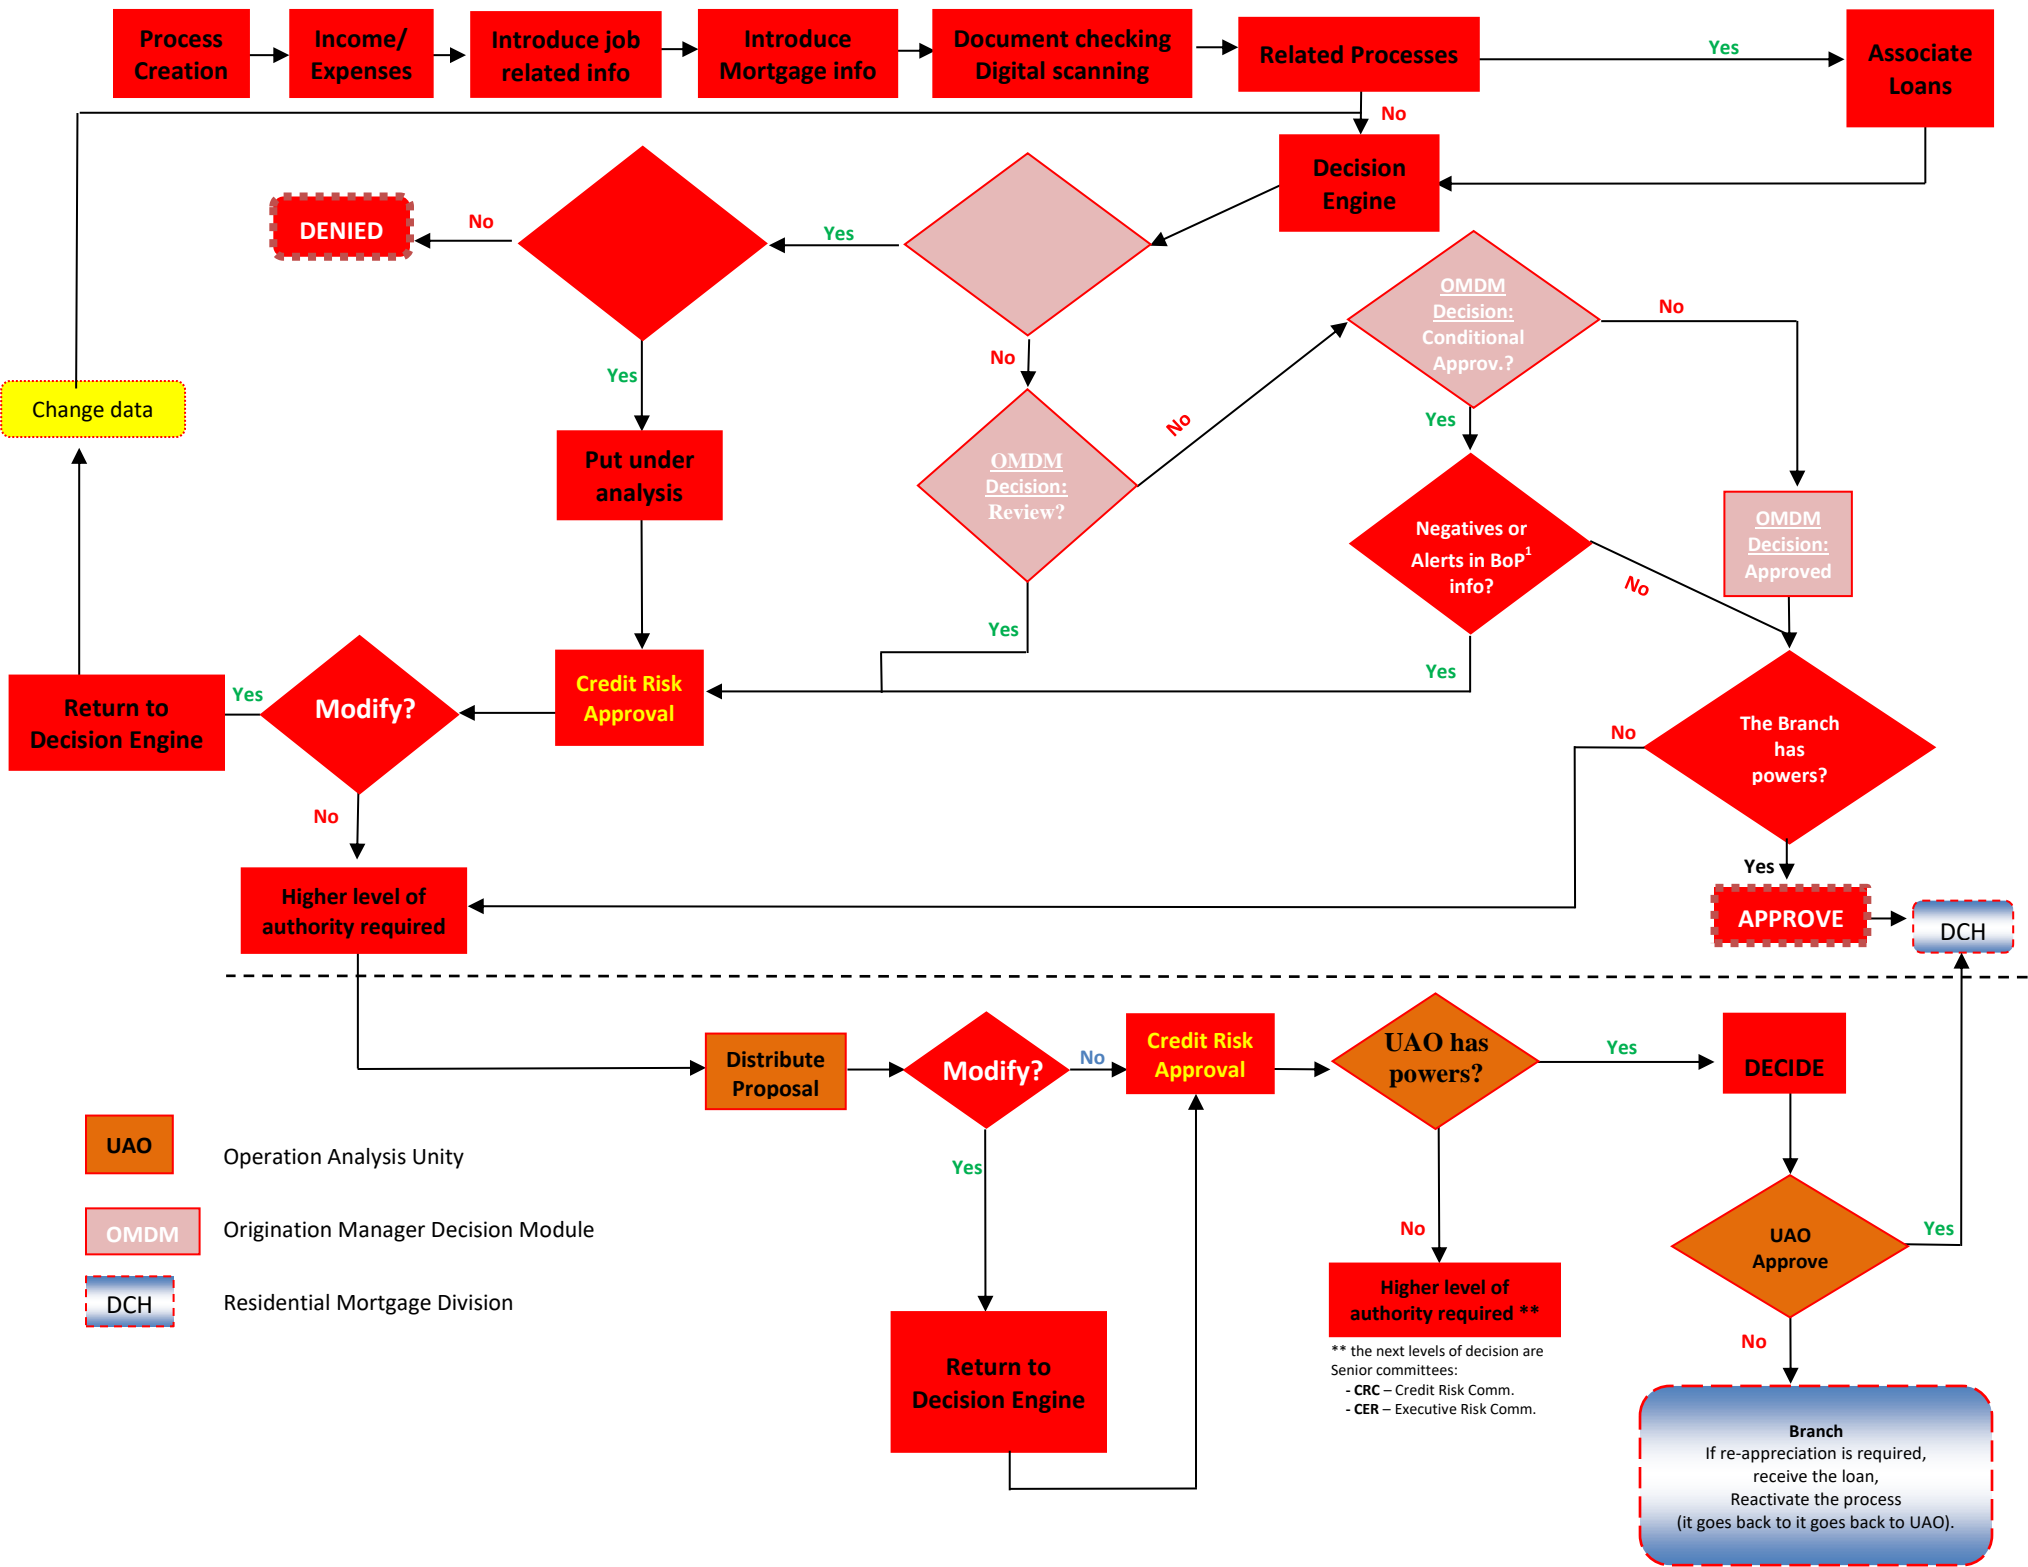 Process
Creation
Income/
Expenses
Introduce job
related info
Introduce
Mortgage info
Document checking
Digital scanning
Related Processes
Yes
Associate
Loans
No
Decision
Engine
DENIED
No
Yes
OMDM
Decision:
Conditional
Approv.?
No
No
Yes
Change data
Yes
No
Put under
analysis
OMDM
Decision:
Review?
Negatives or
Alerts in BoP¹
info?
OMDM
Decision:
Approved
No
Yes
Yes
Return to
Decision Engine
Yes
Modify?
Credit Risk
Approval
No
The Branch
has
powers?
No
Yes
Higher level of
authority required
APPROVE
DCH
Distribute
Proposal
Modify?
No
Credit Risk
Approval
UAO has
powers?
Yes
DECIDE
UAO
Operation Analysis Unity
Yes
OMDM
Origination Manager Decision Module
No
UAO
Approve
Yes
DCH
Residential Mortgage Division
Higher level of
authority required **
No
Return to
Decision Engine
** the next levels of decision are
Senior committees:
- CRC – Credit Risk Comm.
- CER – Executive Risk Comm.
Branch
If re-appreciation is required,
receive the loan,
Reactivate the process
(it goes back to it goes back to UAO).